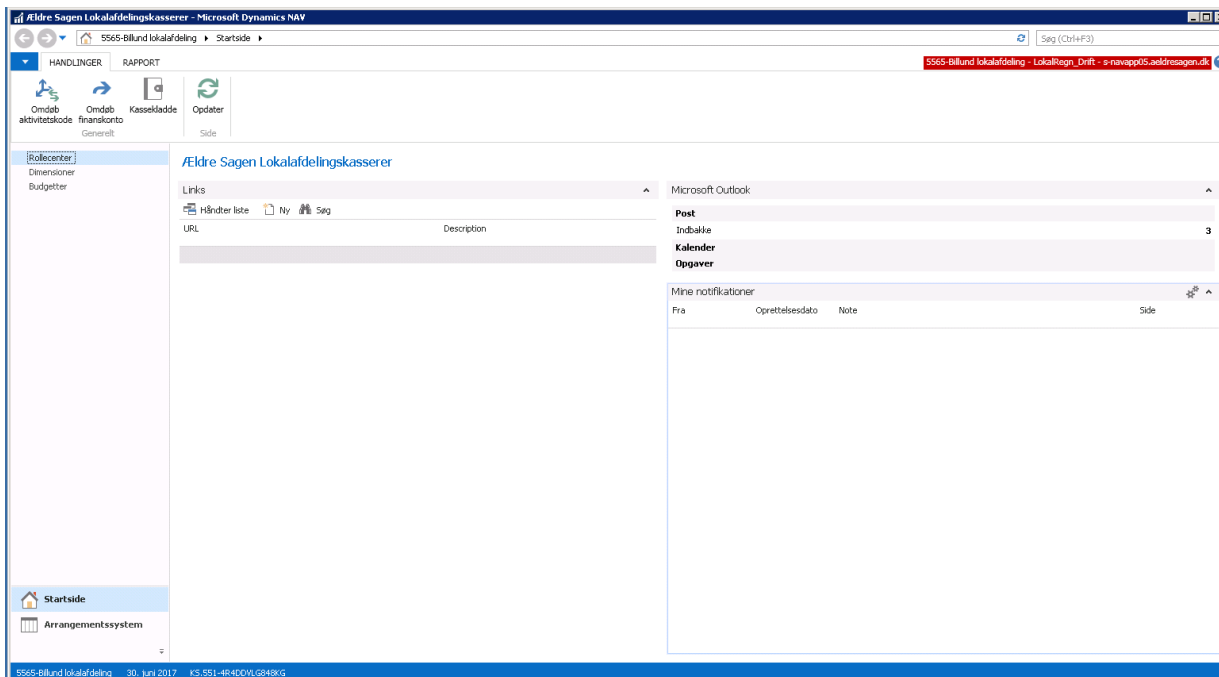 Ældre Sagen Lokalafdelingskasserer - Microsoft Dynamics NAV
5565-Billund lokalafdeling Startside
Søg (Ctrl+F3)
HANDLINGER RAPPORT
5565-Billund lokalafdeling - LokalRegn_Drift - s-navapp05.aeldresagen.dk
Omdøb aktivitetskode
Omdøb finanskonto
Kassekladde
Opdater
Generelt
Side
Rollecenter
Dimensioner
Budgetter
Ældre Sagen Lokalafdelingskasserer
Links
Håndter liste Ny Søg
URL Description
Microsoft Outlook
Post
Indbakke 3
Kalender
Opgaver
Mine notifikationer
Fra Oprettelsesdato Note Side
Startside
Arrangementssystem
5565-Billund lokalafdeling 30. juni 2017 KS.551-4R4DDVLG848KG